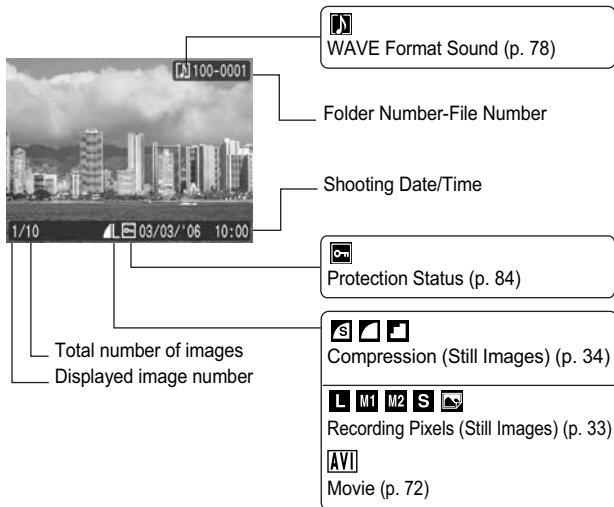 WAVE Format Sound (p. 78)
100-0001
Folder Number-File Number
Shooting Date/Time
1/10 L 03/03/'06 10:00
Protection Status (p. 84)
S
Compression (Still Images) (p. 34)
Total number of images
Displayed image number
L M1 M2 S
Recording Pixels (Still Images) (p. 33)
AVI
Movie (p. 72)